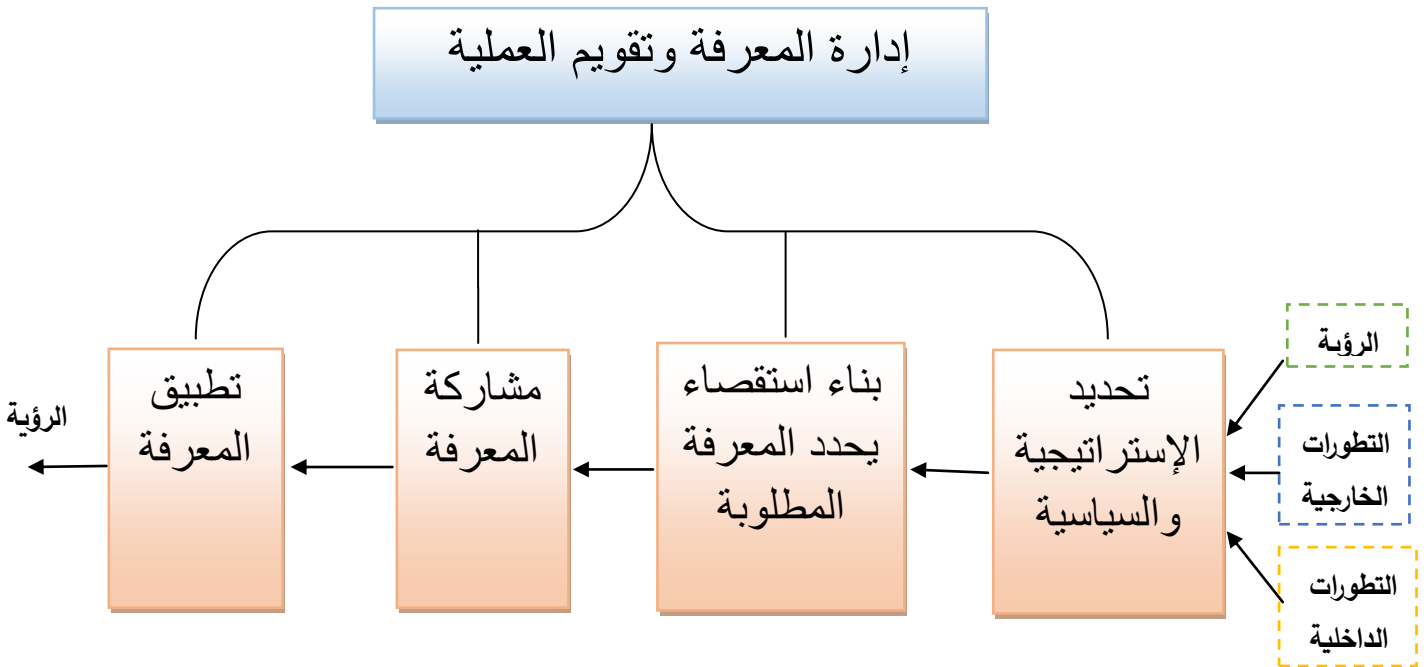 إدارة المعرفة وتقويم العملية
الرؤية
التطورات
الخارجية
التطورات
الداخلية
تحديد
الإستراتيجية
والسياسية
بناء استقصاء
يحدد المعرفة
المطلوبة
مشاركة
المعرفة
تطبيق
المعرفة
الرؤية